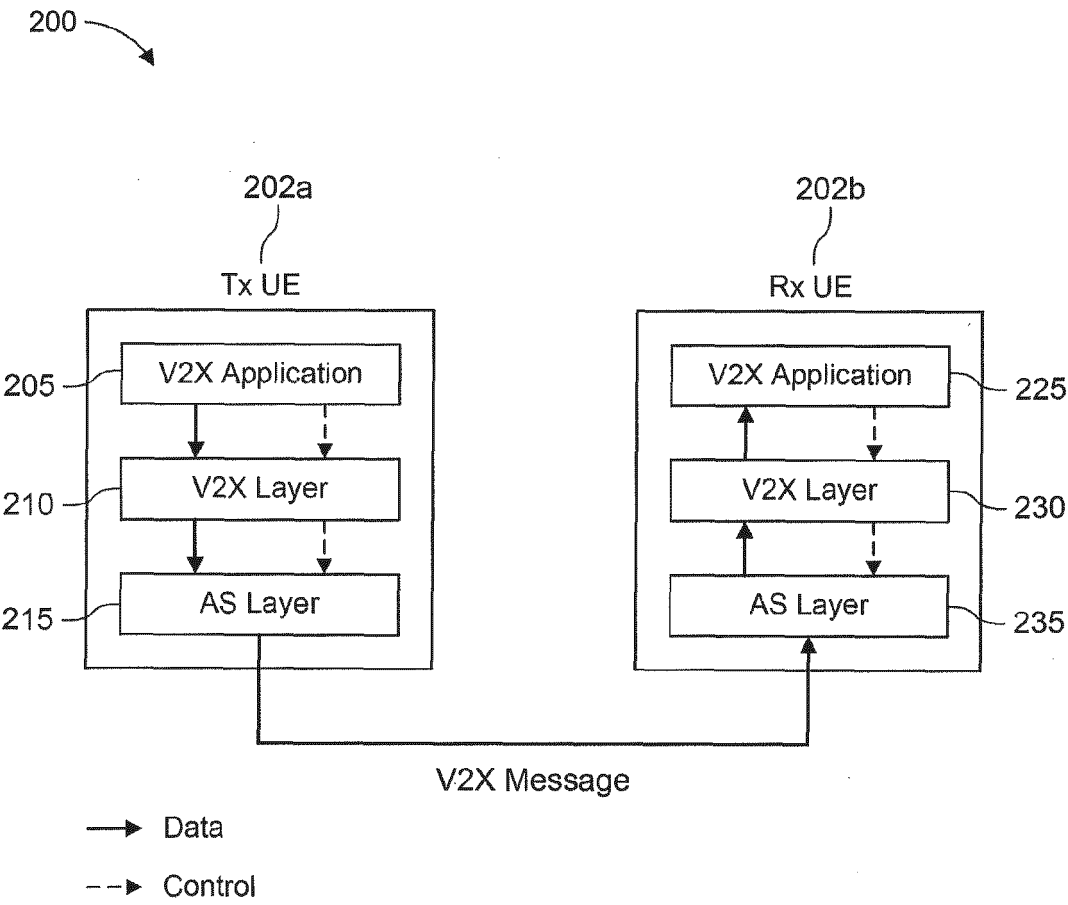 200
202a
202b
Tx UE
Rx UE
V2X Application
V2X Application
205
225
V2X Layer
V2X Layer
210
230
AS Layer
AS Layer
215
235
V2X Message
Data
Control